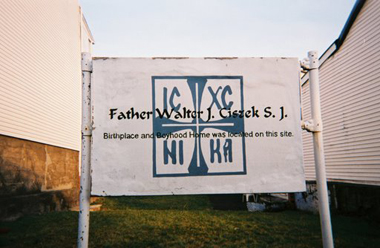 IC XC
Father Walter J. Ciszek S. J.
Birthplace and Boyhood Home was located on this site.
NI KA